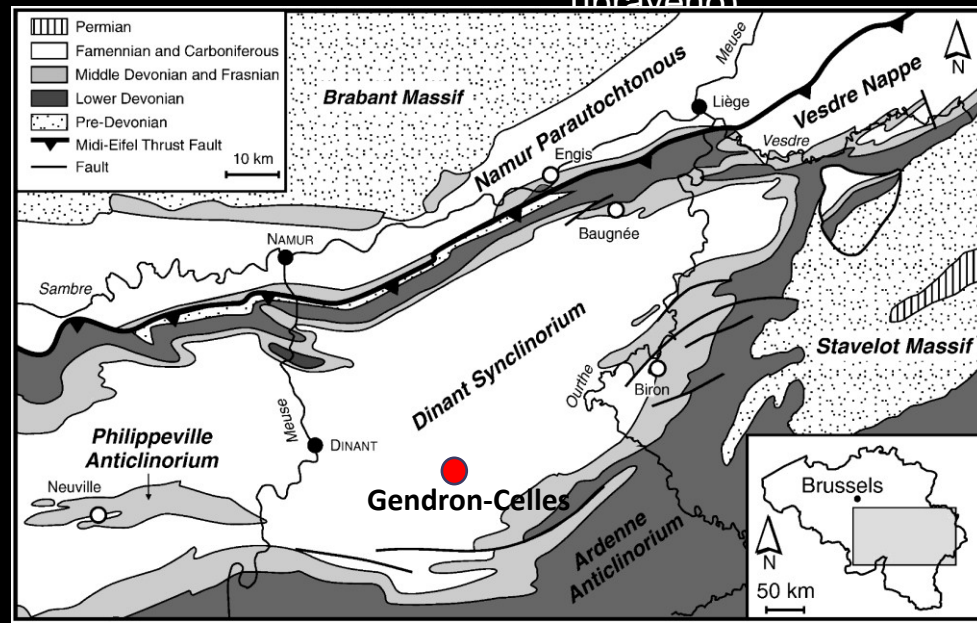 Permian
Famennian and Carboniferous
Middle Devonian and Frasnian
Lower Devonian
Pre-Devonian
Midi-Eifel Thrust Fault
Fault
10 km
Brabant Massif
Namur Parautochtonous
Meuse
N
Liège
Vesdre Nappe
Vesdre
Engis
Baugnée
NAMUR
Sambre
Dinant Synclinorium
Stavelot Massif
Ourthe
Biron
Meuse
DINANT
Philippeville
Anticlinorium
Neuville
Gendron-Celles
Ardenne
Anticlinorium
Brussels
N
50 km